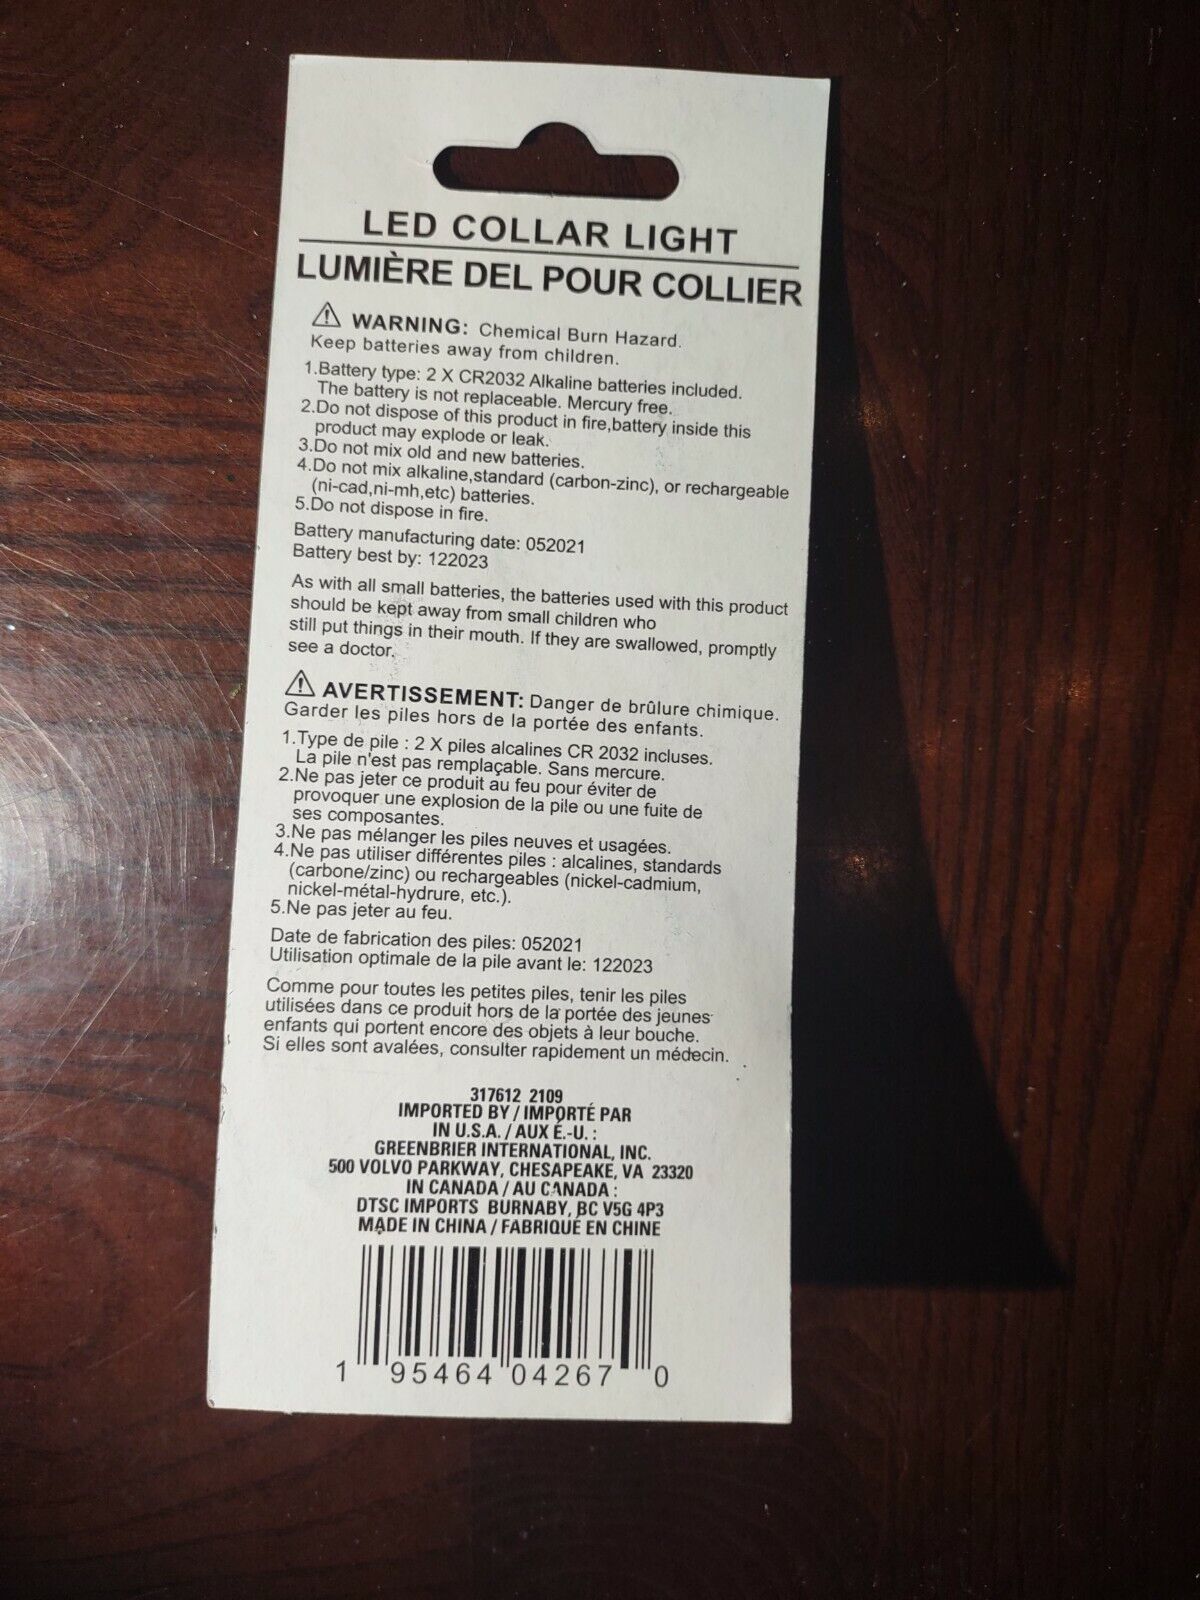 LED COLLAR LIGHT
LUMIÈRE DEL POUR COLLIER
⚠ WARNING: Chemical Burn Hazard.
Keep batteries away from children.
1.Battery type: 2 X CR2032 Alkaline batteries included.
The battery is not replaceable. Mercury free.
2.Do not dispose of this product in fire,battery inside this
product may explode or leak.
3.Do not mix old and new batteries.
4.Do not mix alkaline,standard (carbon-zinc), or rechargeable
(ni-cad,ni-mh,etc) batteries.
5.Do not dispose in fire.
Battery manufacturing date: 052021
Battery best by: 122023
As with all small batteries, the batteries used with this product
should be kept away from small children who
still put things in their mouth. If they are swallowed, promptly
see a doctor.
⚠ AVERTISSEMENT: Danger de brûlure chimique.
Garder les piles hors de la portée des enfants.
1.Type de pile : 2 X piles alcalines CR 2032 incluses.
La pile n'est pas remplaçable. Sans mercure.
2.Ne pas jeter ce produit au feu pour éviter de
provoquer une explosion de la pile ou une fuite de
ses composantes.
3.Ne pas mélanger les piles neuves et usagées.
4.Ne pas utiliser différentes piles : alcalines, standards
(carbone/zinc) ou rechargeables (nickel-cadmium,
nickel-métal-hydrure, etc.).
5.Ne pas jeter au feu.
Date de fabrication des piles: 052021
Utilisation optimale de la pile avant le: 122023
Comme pour toutes les petites piles, tenir les piles
utilisées dans ce produit hors de la portée des jeunes
enfants qui portent encore des objets à leur bouche.
Si elles sont avalées, consulter rapidement un médecin.
317612 2109
IMPORTED BY / IMPORTÉ PAR
IN U.S.A. / AUX É.-U. :
GREENBRIER INTERNATIONAL, INC.
500 VOLVO PARKWAY, CHESAPEAKE, VA 23320
IN CANADA / AU CANADA :
DTSC IMPORTS BURNABY, BC V5G 4P3
MADE IN CHINA / FABRIQUÉ EN CHINE
1 95464 04267 0